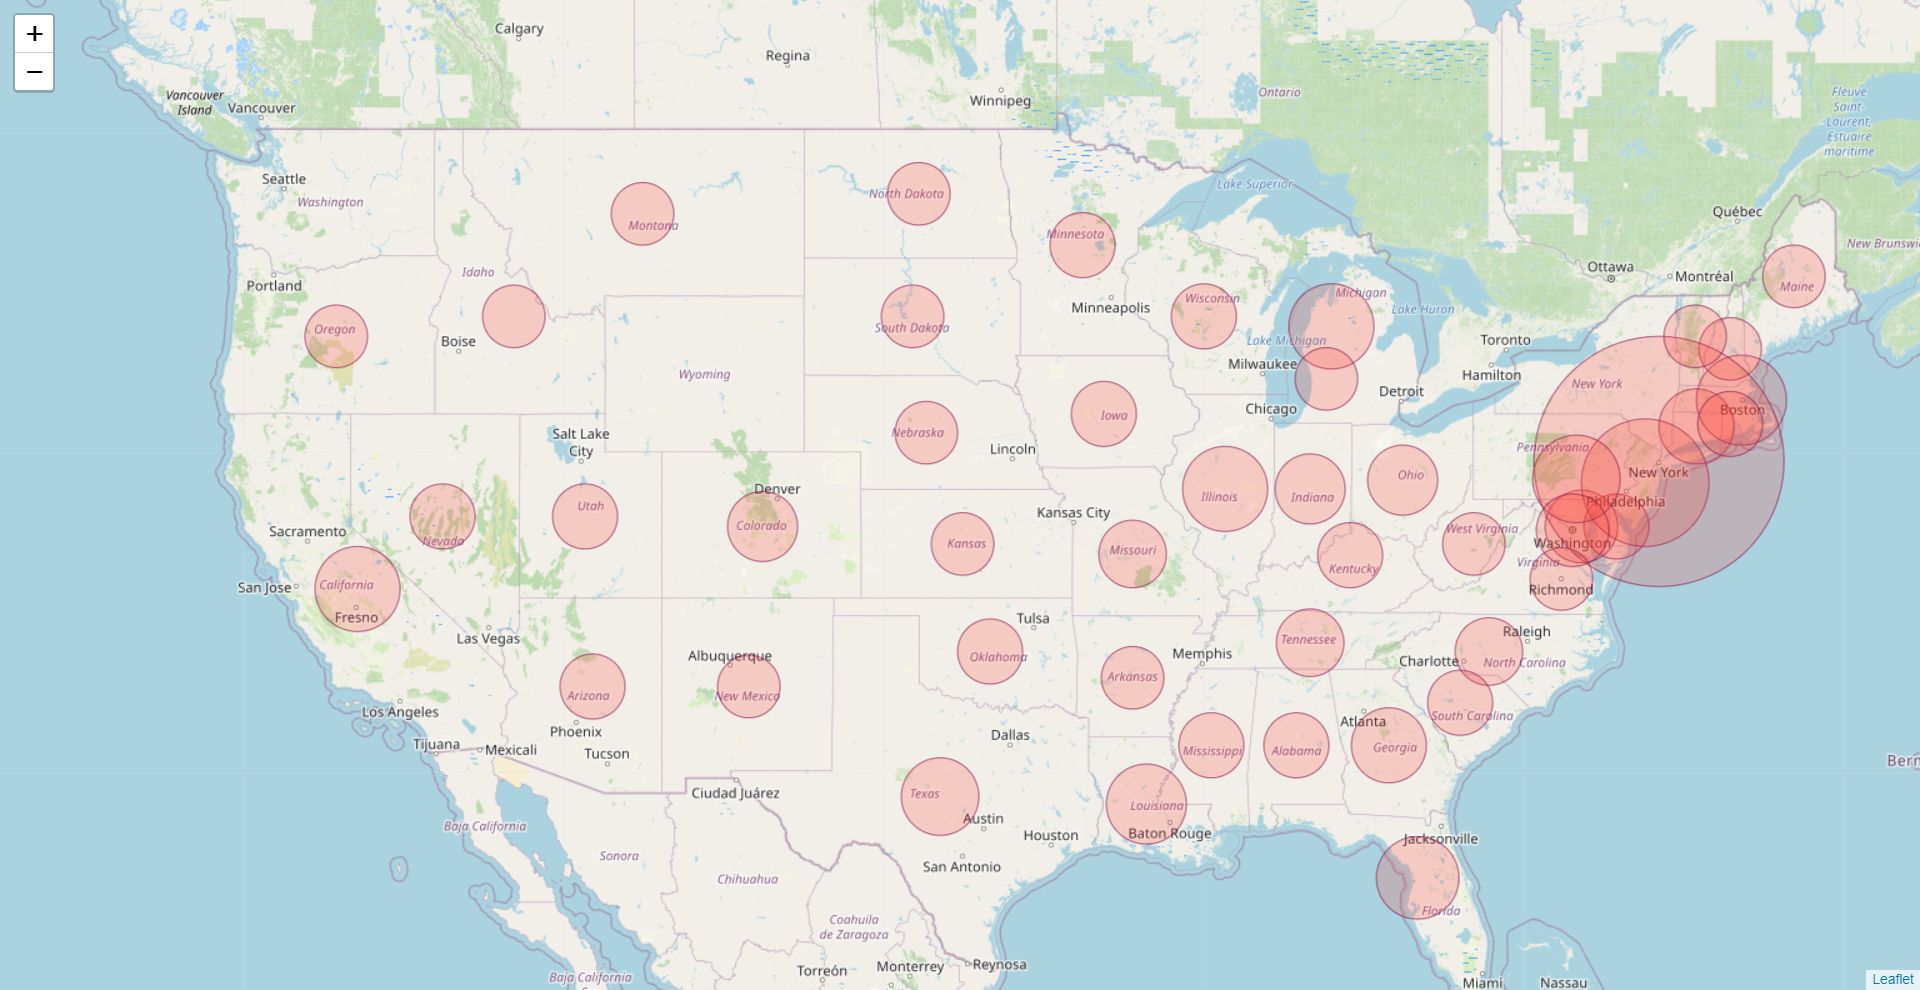 +
−
Calgary
Regina
Winnipeg
Ontario
Fleuve
Saint-
Laurent,
Estuaire
maritime
Vancouver
Island
Vancouver
Seattle
Washington
Montana
North Dakota
Minnesota
Lake Superior
Québec
New Brunswi
Ottawa
Montréal
Maine
Idaho
Portland
Oregon
Boise
South Dakota
Minneapolis
Wisconsin
Michigan
Lake Huron
Lake Michigan
Toronto
Hamilton
Milwaukee
Detroit
Chicago
Wyoming
New York
Boston
Iowa
Nebraska
Lincoln
Salt Lake
City
Pennsylvania
New York
Philadelphia
Ohio
Indiana
Illinois
Denver
Colorado
Utah
Nevada
Sacramento
Kansas City
Kansas
Missouri
Kentucky
West Virginia
Washington
Virginia
Richmond
San Jose
California
Fresno
Las Vegas
Tulsa
Oklahoma
Albuquerque
New Mexico
Arizona
Memphis
Arkansas
Tennessee
Raleigh
Charlotte
North Carolina
South Carolina
Los Angeles
Phoenix
Tucson
Tijuana
Mexicali
Dallas
Mississippi
Alabama
Atlanta
Georgia
Bern
Ciudad Juárez
Texas
Austin
Houston
Louisiana
Baton Rouge
Jacksonville
Baja California
Sonora
San Antonio
Chihuahua
Florida
Coahuila
de Zaragoza
Baja California
Torreón
Monterrey
Reynosa
Miami
Nassau
Leaflet